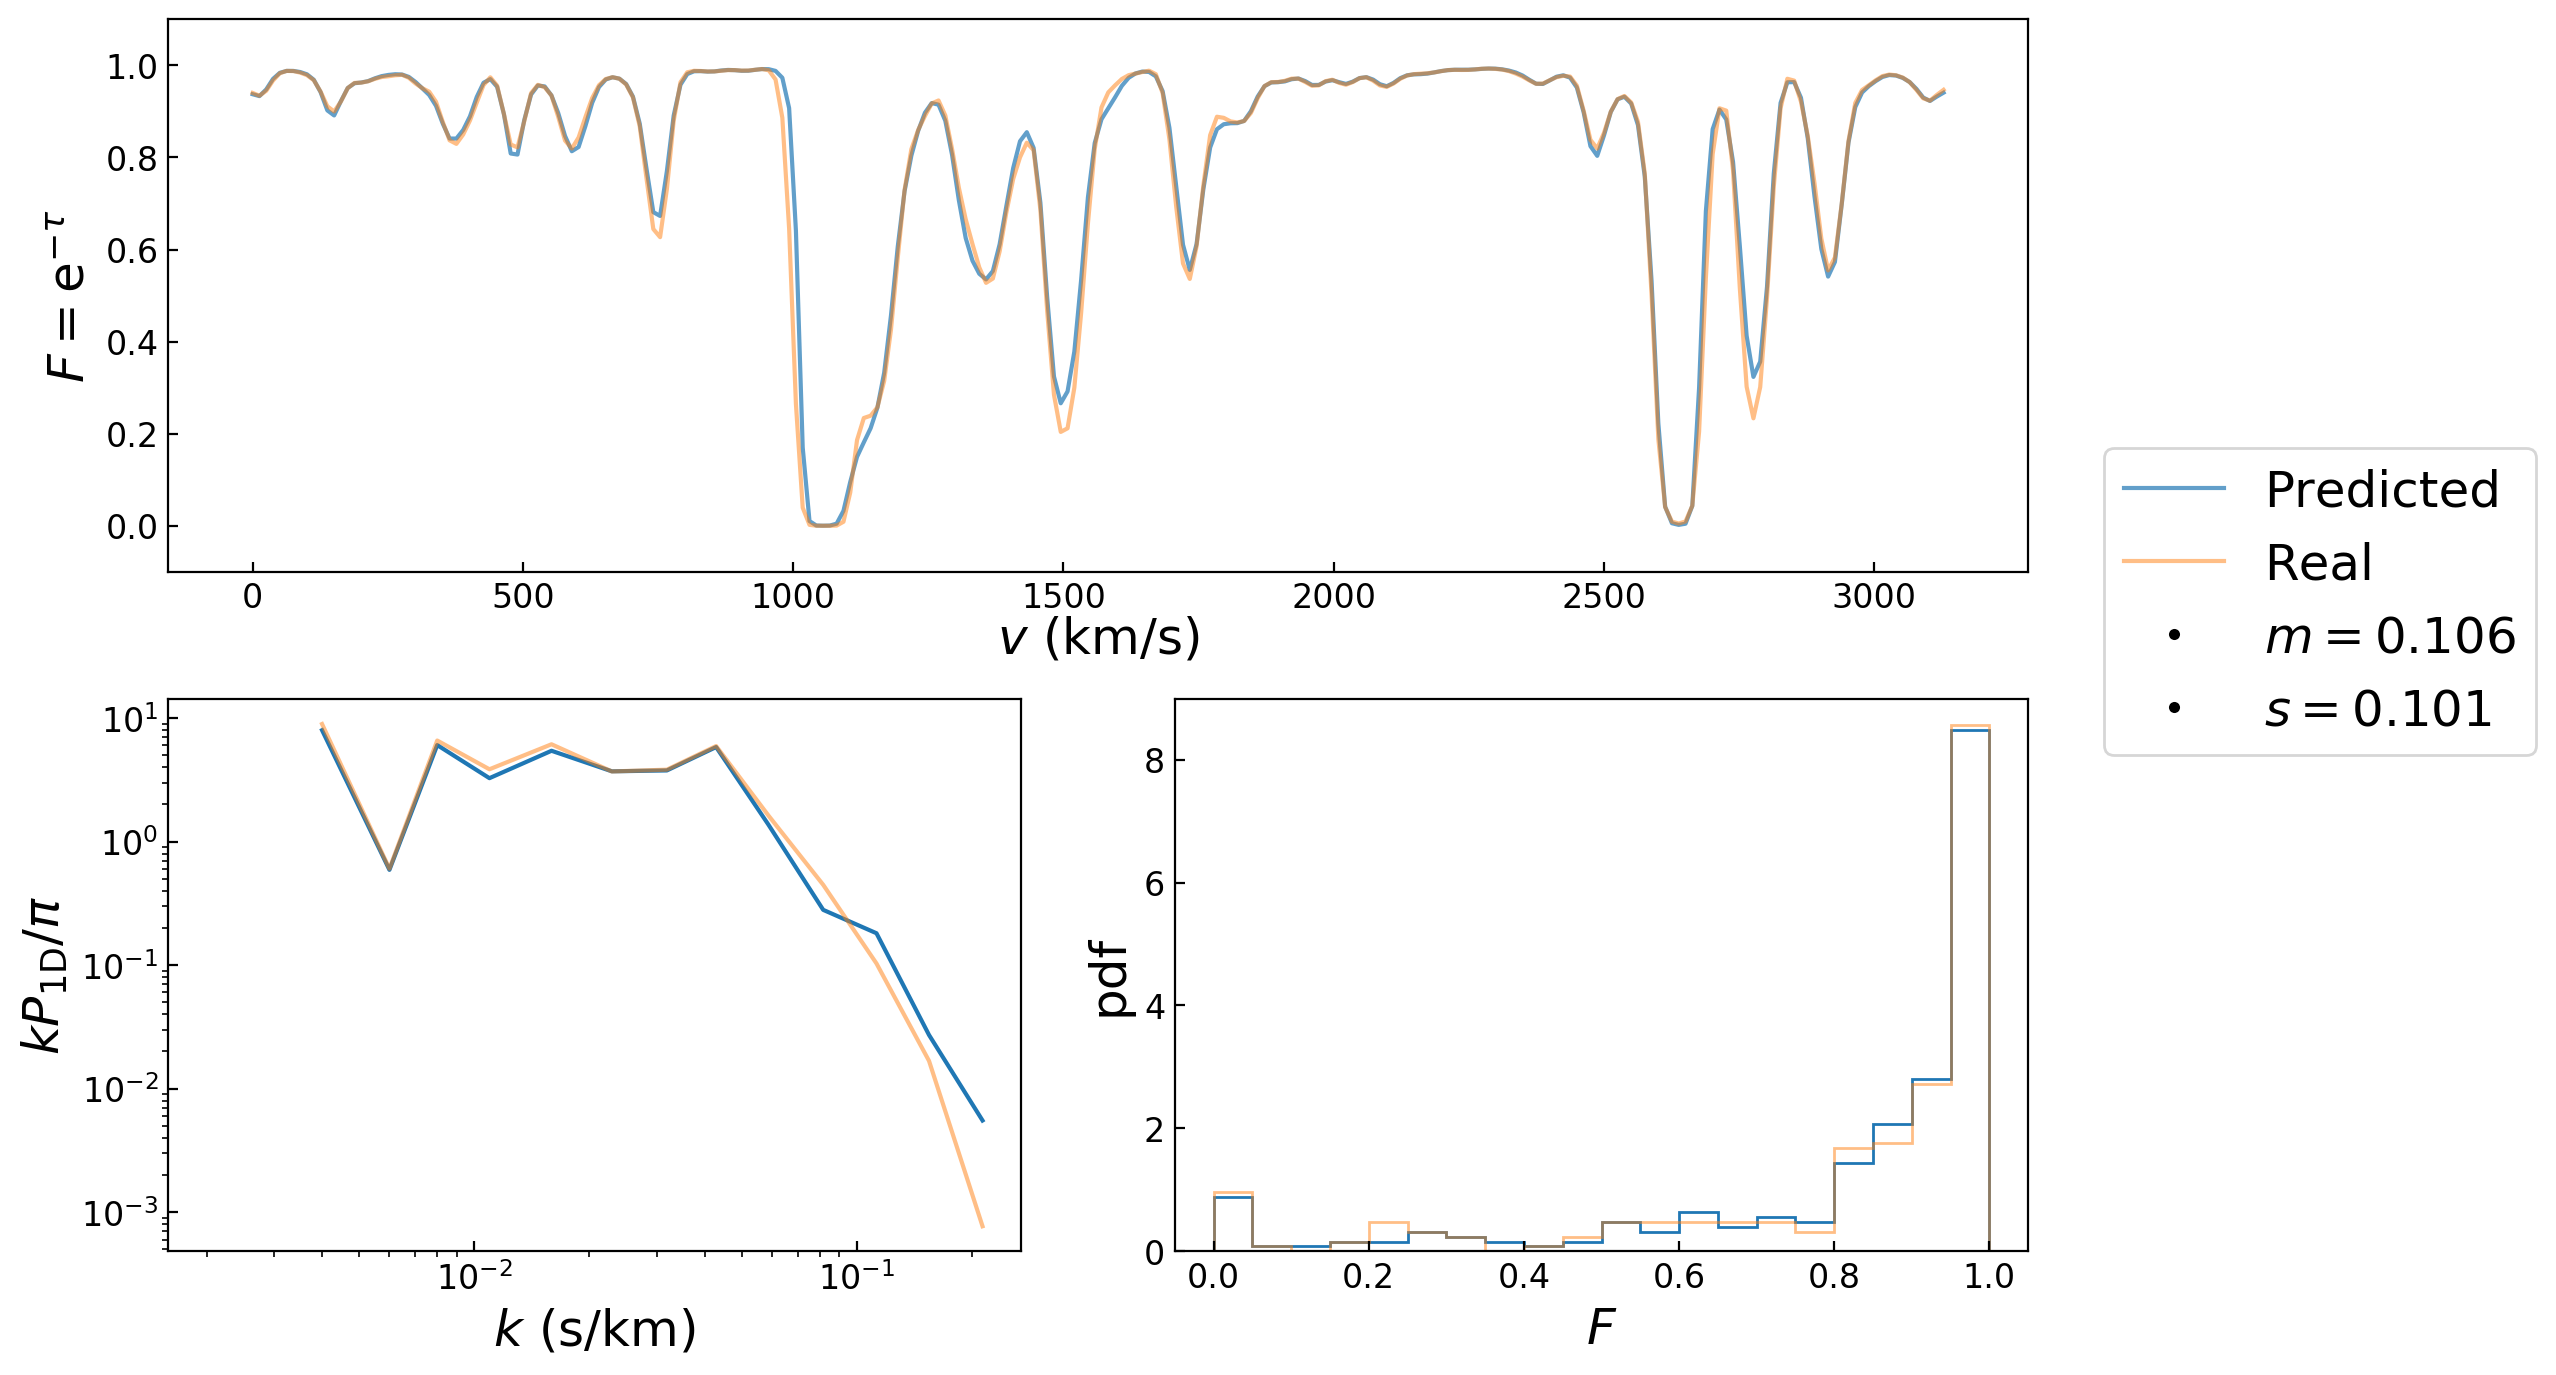 F = e^{−τ}
1.0
0.8
0.6
0.4
0.2
0.0
0 500 1000 1500 2000 2500 3000
v (km/s)
Predicted
Real
m = 0.106
s = 0.101
kP_{1D}/π
10^1
10^0
10^{−1}
10^{−2}
10^{−3}
10^{−2} 10^{−1}
k (s/km)
pdf
8
6
4
2
0
0.0 0.2 0.4 0.6 0.8 1.0
F